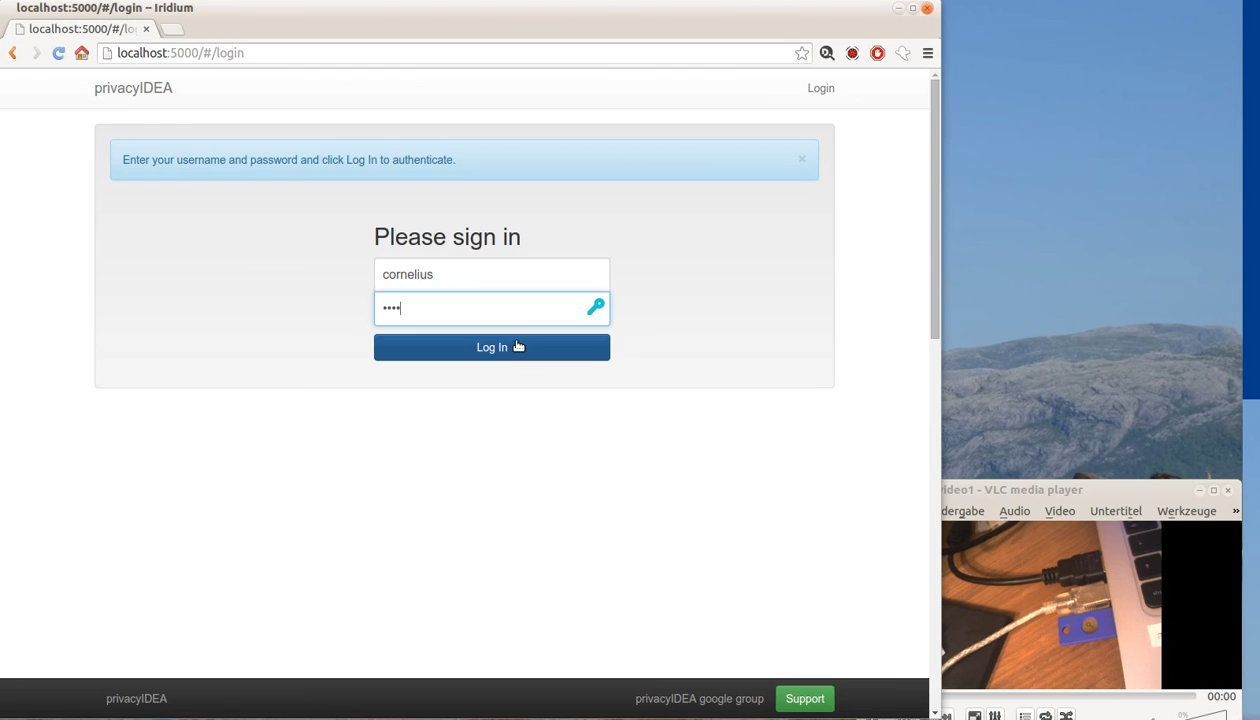 localhost:5000/#/login – Iridium
localhost:5000/#/lo
localhost:5000/#/login
privacyIDEA
Login
Enter your username and password and click Log In to authenticate.
×
Please sign in
cornelius
••••
Log In
privacyIDEA
privacyIDEA google group
Support
video1 - VLC media player
dergabe Audio Video Untertitel Werkzeuge »
00:00
0%